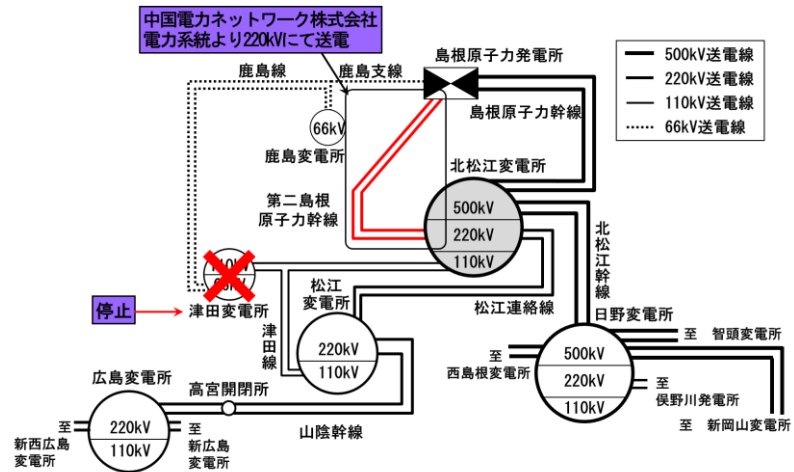 中国電力ネットワーク株式会社
電力系統より220kVにて送電
鹿島線
鹿島支線
島根原子力発電所
500kV送電線
220kV送電線
110kV送電線
66kV送電線
島根原子力幹線
66kV
鹿島変電所
北松江変電所
第二島根
原子力幹線
500kV
220kV
110kV
北松江幹線
停止
津田変電所
松江
変電所
津田線
松江連絡線
日野変電所
220kV
110kV
至 智頭変電所
至
西島根変電所
500kV
220kV
110kV
至
俣野川発電所
至 新岡山変電所
広島変電所
高宮開閉所
山陰幹線
至
新西広島
変電所
220kV
110kV
至
新広島
変電所